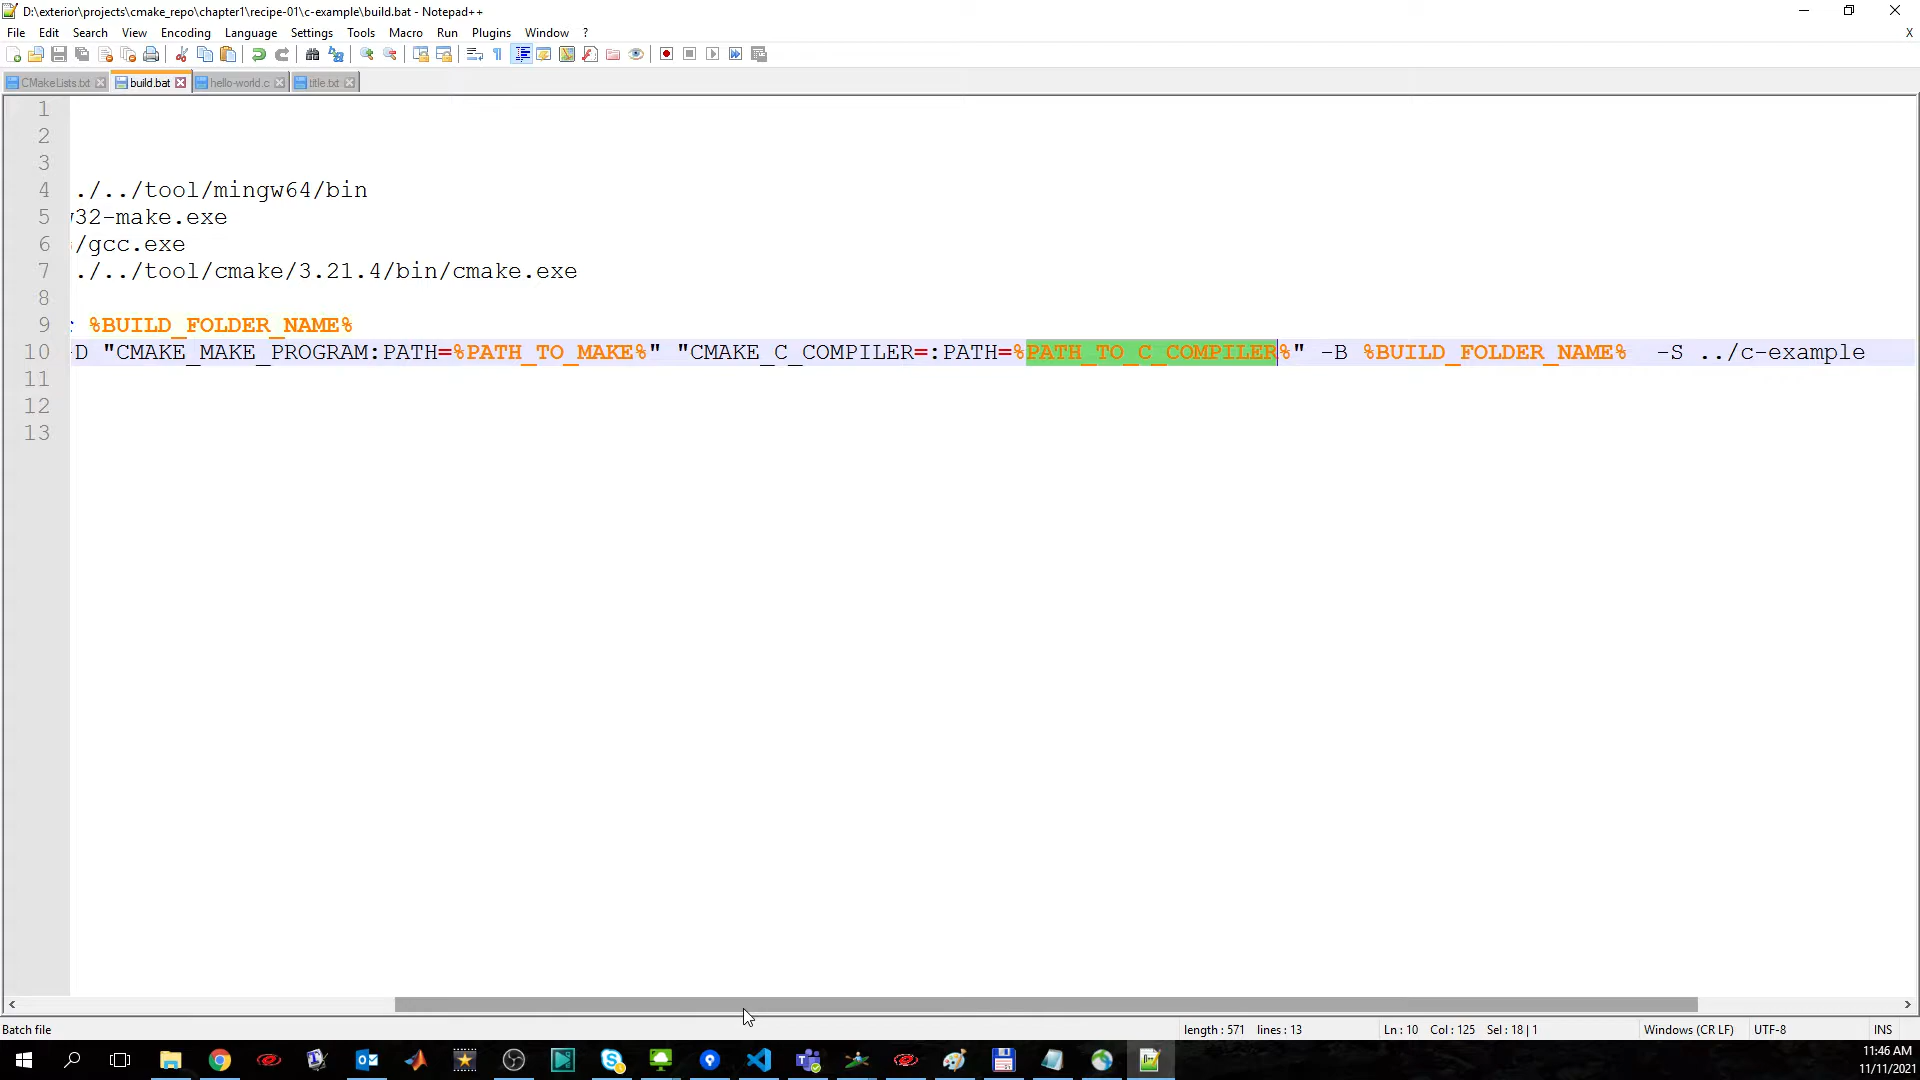 D:\exterior\projects\cmake_repo\chapter1\recipe-01\c-example\build.bat - Notepad++
File Edit Search View Encoding Language Settings Tools Macro Run Plugins Window ? X
CMakeLists.txt build.bat hello-world.c title.txt
1
2
3
4 ./../tool/mingw64/bin
5 w32-make.exe
6 /gcc.exe
7 ./../tool/cmake/3.21.4/bin/cmake.exe
8
9 %BUILD_FOLDER_NAME%
10 -D "CMAKE_MAKE_PROGRAM:PATH=%PATH_TO_MAKE%" "CMAKE_C_COMPILER=:PATH=%PATH_TO_C_COMPILER%" -B %BUILD_FOLDER_NAME%  -S ../c-example
11
12
13
Batch file length : 571 lines : 13 Ln : 10 Col : 125 Sel : 18 | 1 Windows (CR LF) UTF-8 INS
11:46 AM
11/11/2021